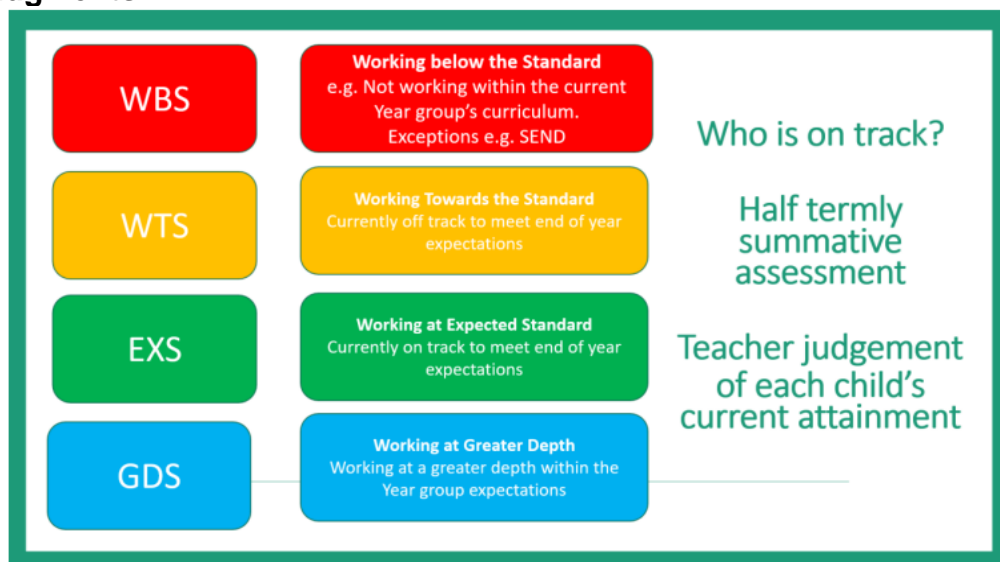 WBS
Working below the Standard
e.g. Not working within the current
Year group's curriculum.
Exceptions e.g. SEND
WTS
Working Towards the Standard
Currently off track to meet end of year
expectations
EXS
Working at Expected Standard
Currently on track to meet end of year
expectations
GDS
Working at Greater Depth
Working at a greater depth within the
Year group expectations
Who is on track?
Half termly
summative
assessment
Teacher judgement
of each child's
current attainment